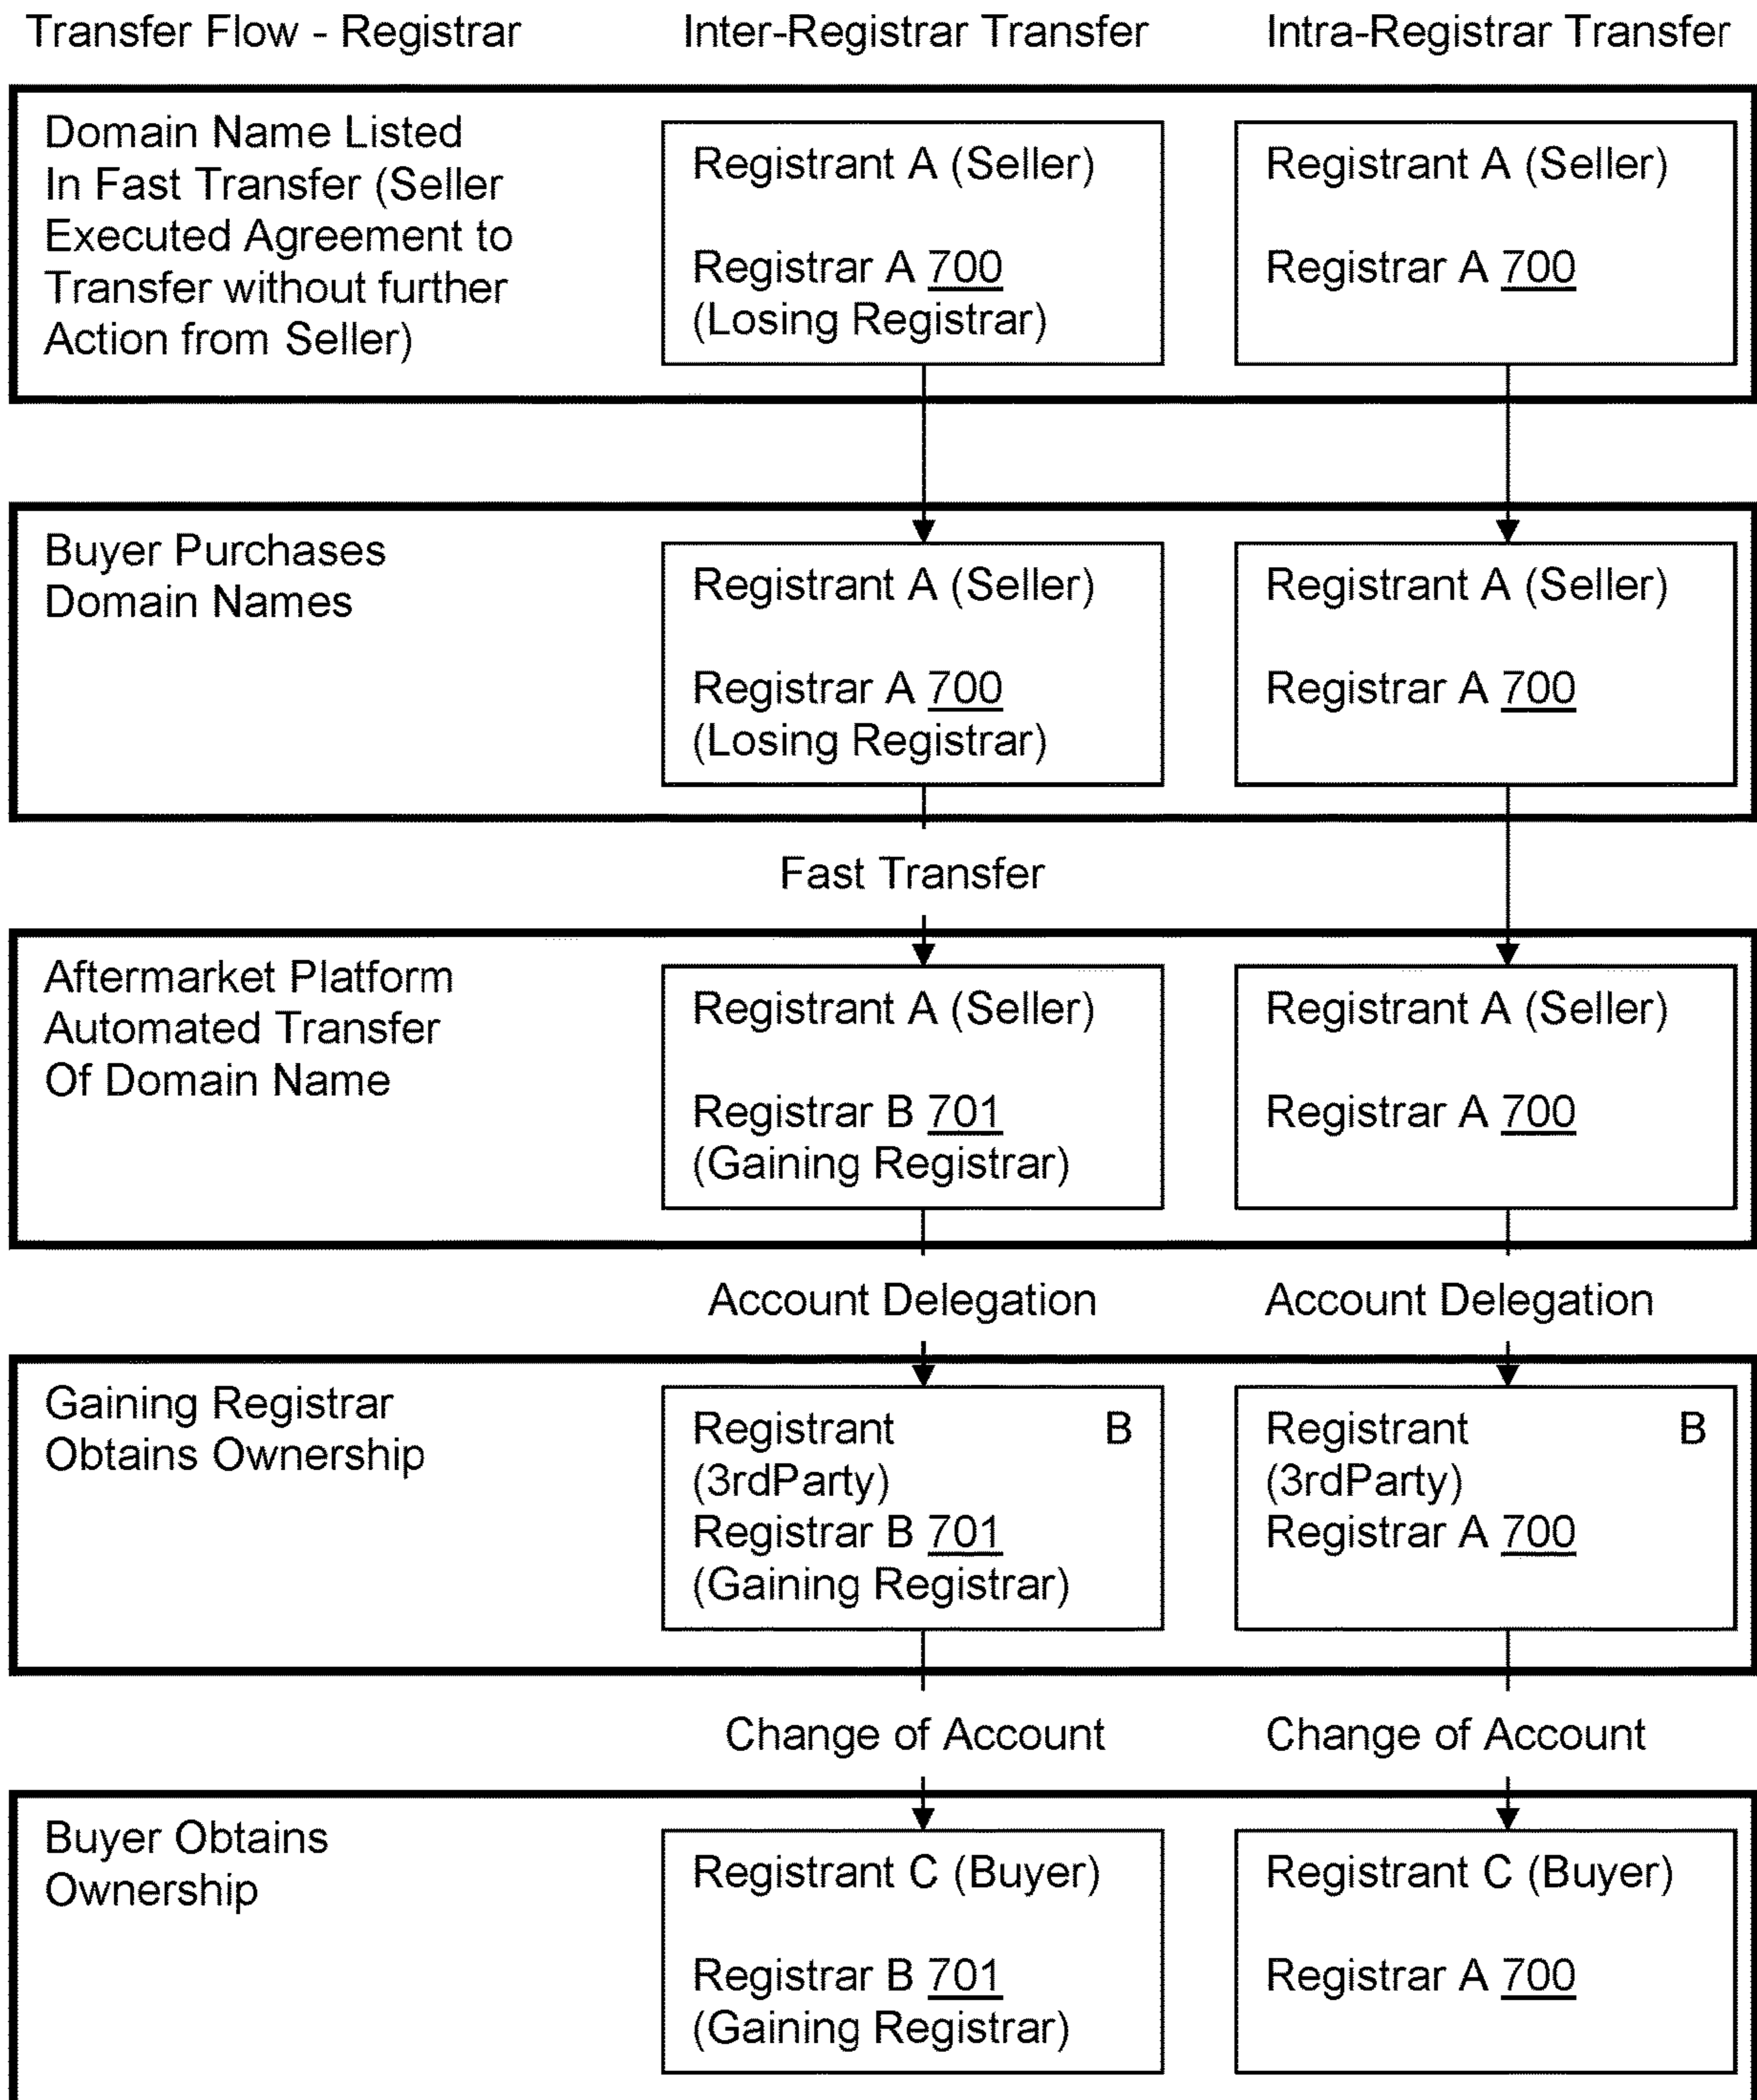 Transfer Flow - Registrar
Inter-Registrar Transfer
Intra-Registrar Transfer
Domain Name Listed
In Fast Transfer (Seller
Executed Agreement to
Transfer without further
Action from Seller)
Registrant A (Seller)
Registrar A 700
(Losing Registrar)
Registrant A (Seller)
Registrar A 700
Buyer Purchases
Domain Names
Registrant A (Seller)
Registrar A 700
(Losing Registrar)
Registrant A (Seller)
Registrar A 700
Fast Transfer
Aftermarket Platform
Automated Transfer
Of Domain Name
Registrant A (Seller)
Registrar B 701
(Gaining Registrar)
Registrant A (Seller)
Registrar A 700
Account Delegation
Account Delegation
Gaining Registrar
Obtains Ownership
Registrant B
(3rdParty)
Registrar B 701
(Gaining Registrar)
Registrant B
(3rdParty)
Registrar A 700
Change of Account
Change of Account
Buyer Obtains
Ownership
Registrant C (Buyer)
Registrar B 701
(Gaining Registrar)
Registrant C (Buyer)
Registrar A 700